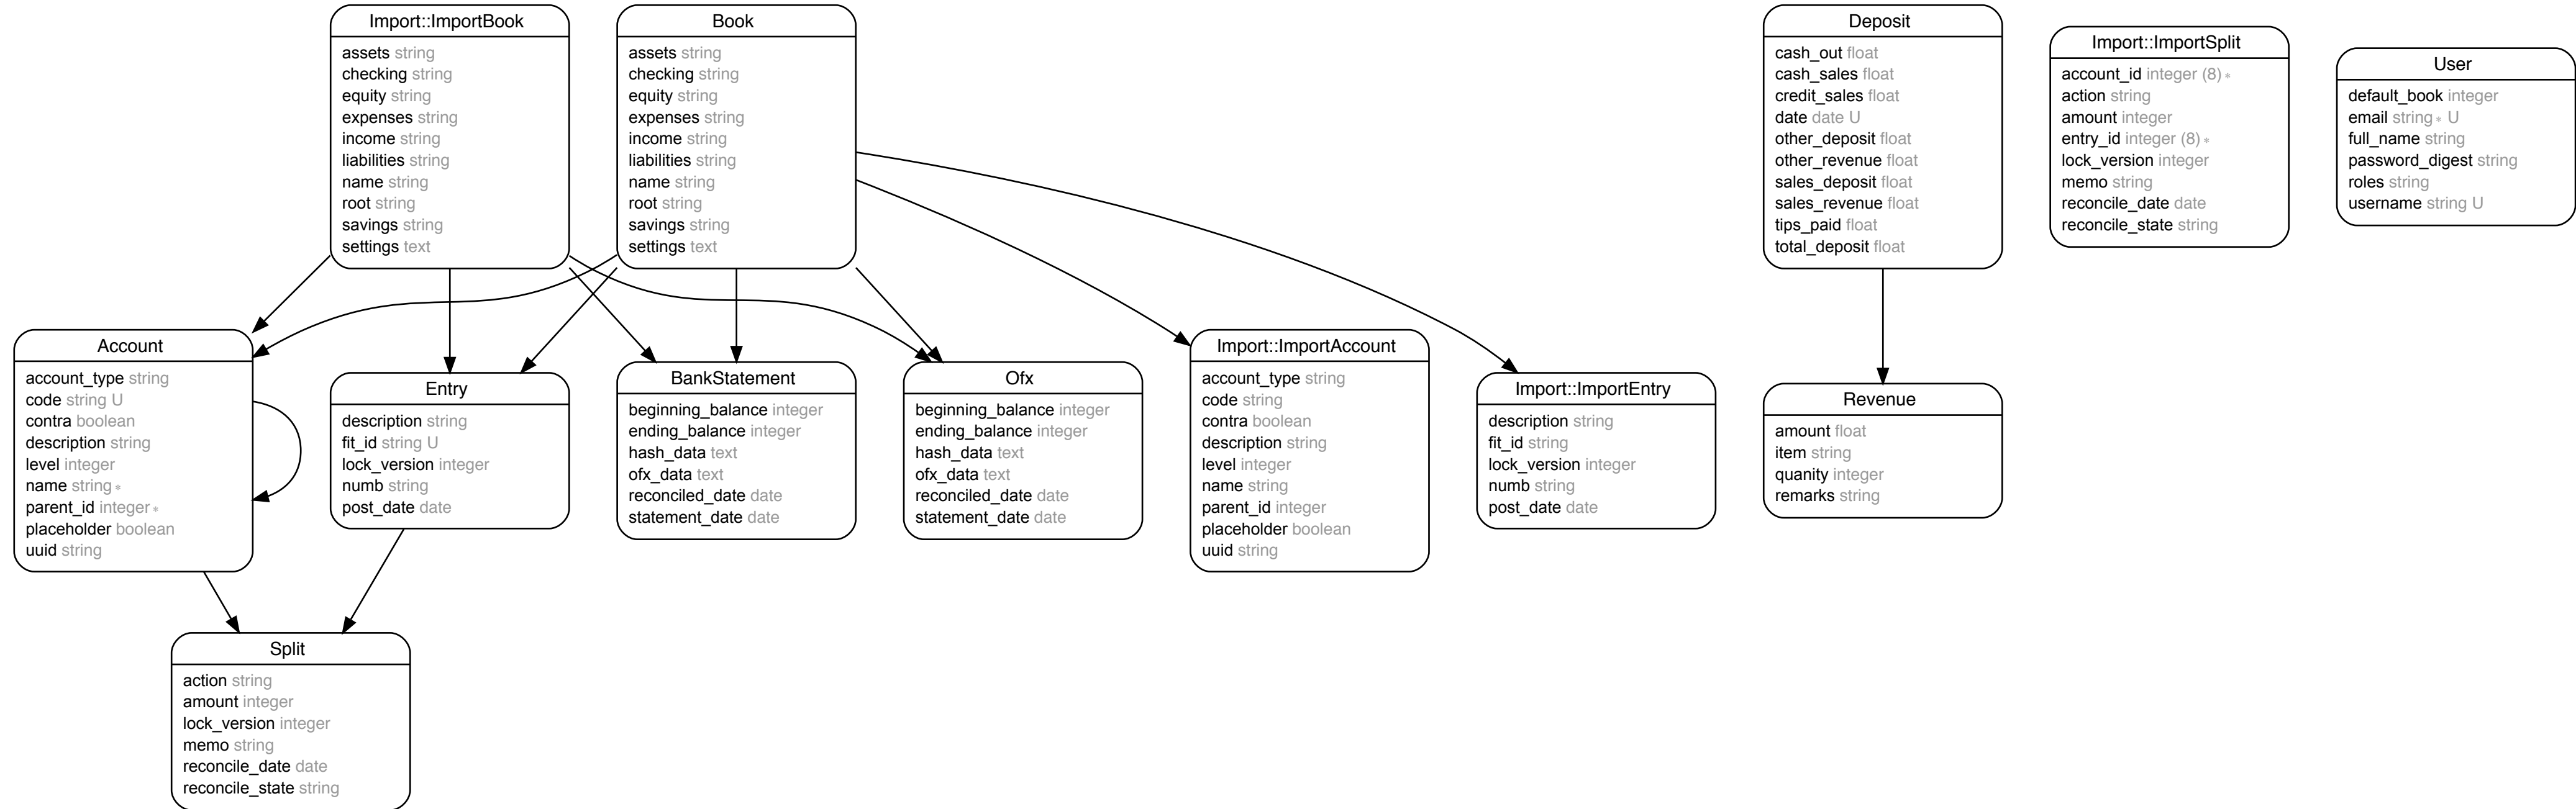 Import::ImportBook
assets string
checking string
equity string
expenses string
income string
liabilities string
name string
root string
savings string
settings text
Book
assets string
checking string
equity string
expenses string
income string
liabilities string
name string
root string
savings string
settings text
Deposit
cash_out float
cash_sales float
credit_sales float
date date U
other_deposit float
other_revenue float
sales_deposit float
sales_revenue float
tips_paid float
total_deposit float
Import::ImportSplit
account_id integer (8) *
action string
amount integer
entry_id integer (8) *
lock_version integer
memo string
reconcile_date date
reconcile_state string
User
default_book integer
email string * U
full_name string
password_digest string
roles string
username string U
Account
account_type string
code string U
contra boolean
description string
level integer
name string *
parent_id integer *
placeholder boolean
uuid string
Entry
description string
fit_id string U
lock_version integer
numb string
post_date date
BankStatement
beginning_balance integer
ending_balance integer
hash_data text
ofx_data text
reconciled_date date
statement_date date
Ofx
beginning_balance integer
ending_balance integer
hash_data text
ofx_data text
reconciled_date date
statement_date date
Import::ImportAccount
account_type string
code string
contra boolean
description string
level integer
name string
parent_id integer
placeholder boolean
uuid string
Import::ImportEntry
description string
fit_id string
lock_version integer
numb string
post_date date
Revenue
amount float
item string
quanity integer
remarks string
Split
action string
amount integer
lock_version integer
memo string
reconcile_date date
reconcile_state string